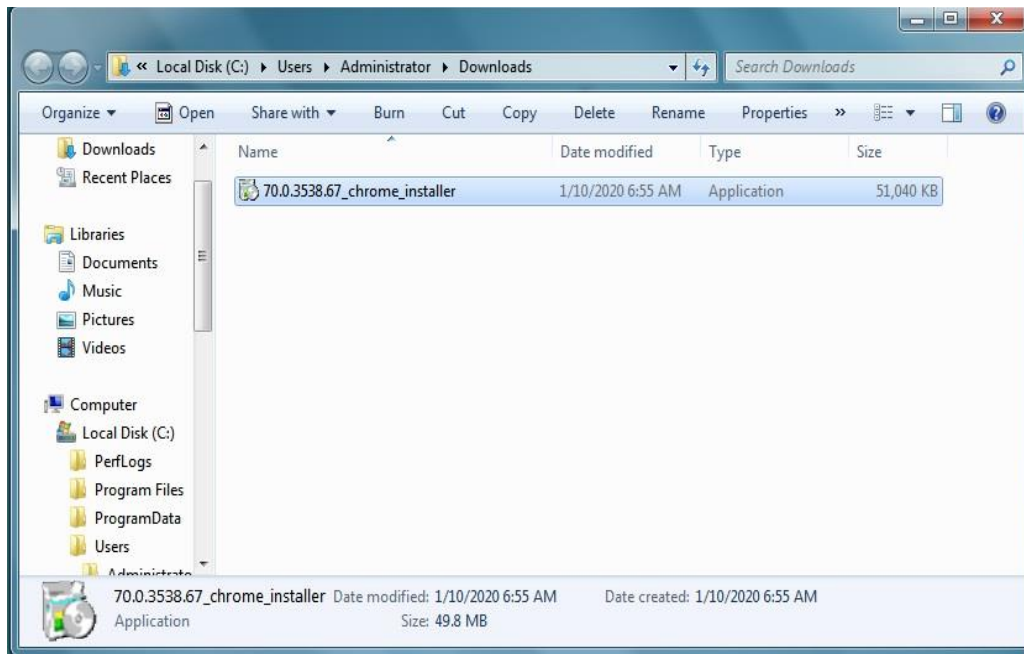 « Local Disk (C:) ▸ Users ▸ Administrator ▸ Downloads Search Downloads
Organize Open Share with Burn Cut Copy Delete Rename Properties »
Downloads
Recent Places
Libraries
Documents
Music
Pictures
Videos
Computer
Local Disk (C:)
PerfLogs
Program Files
ProgramData
Users
Administrato
Name Date modified Type Size
70.0.3538.67_chrome_installer 1/10/2020 6:55 AM Application 51,040 KB
70.0.3538.67_chrome_installer Date modified: 1/10/2020 6:55 AM Date created: 1/10/2020 6:55 AM
Application Size: 49.8 MB